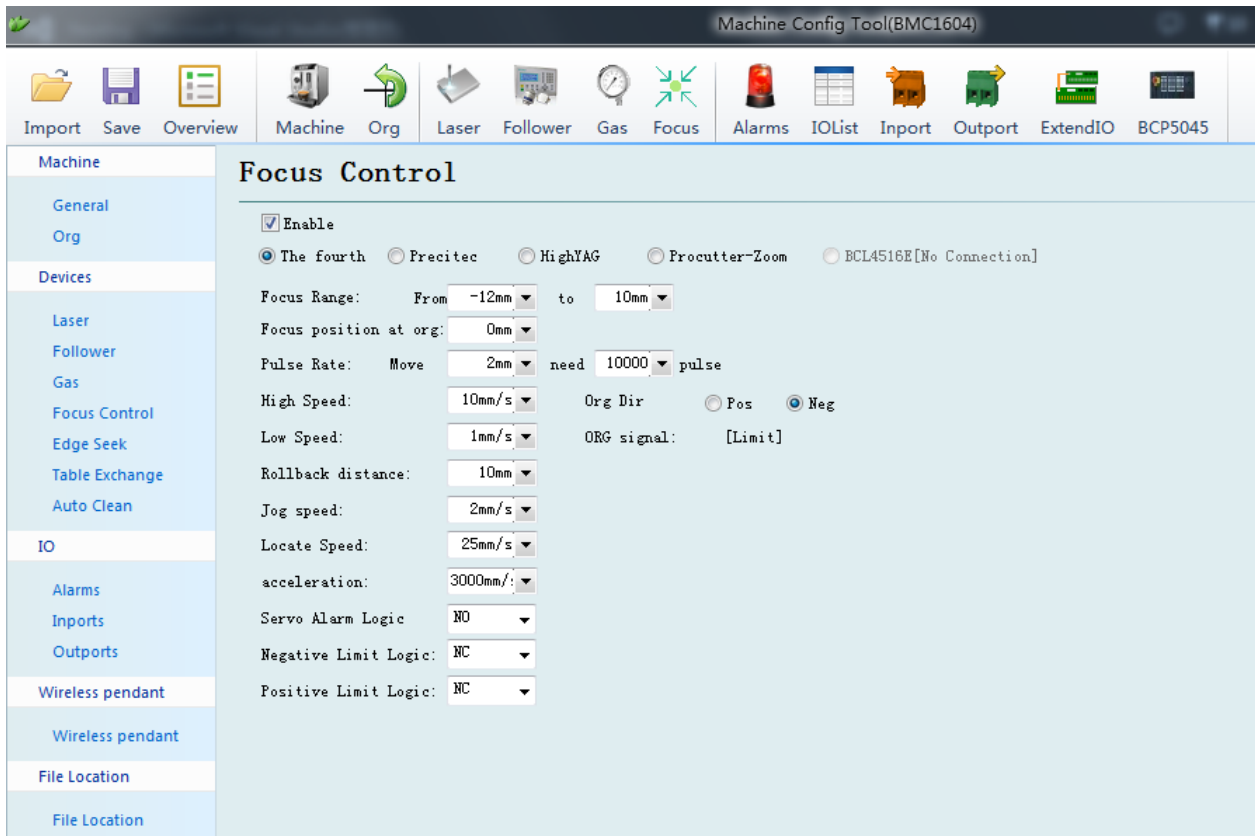 Machine Config Tool(BMC1604)
Import Save Overview Machine Org Laser Follower Gas Focus Alarms IOList Inport Outport ExtendIO BCP5045
Machine
General
Org
Devices
Laser
Follower
Gas
Focus Control
Edge Seek
Table Exchange
Auto Clean
IO
Alarms
Inports
Outports
Wireless pendant
Wireless pendant
File Location
File Location
Focus Control
Enable
The fourth Precitec HighYAG Procutter-Zoom BCL4516E[No Connection]
Focus Range: From -12mm to 10mm
Focus position at org: 0mm
Pulse Rate: Move 2mm need 10000 pulse
High Speed: 10mm/s Org Dir Pos Neg
Low Speed: 1mm/s ORG signal: [Limit]
Rollback distance: 10mm
Jog speed: 2mm/s
Locate Speed: 25mm/s
acceleration: 3000mm/
Servo Alarm Logic NO
Negative Limit Logic: NC
Positive Limit Logic: NC